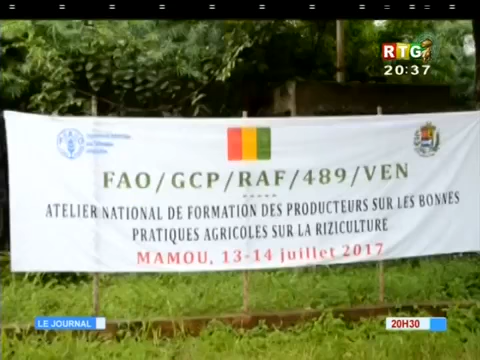 RTG
20:37
FAO/GCP/RAF/489/VEN
ATELIER NATIONAL DE FORMATION DES PRODUCTEURS SUR LES BONNES
PRATIQUES AGRICOLES SUR LA RIZICULTURE
MAMOU, 13-14 juillet 2017
LE JOURNAL
20H30